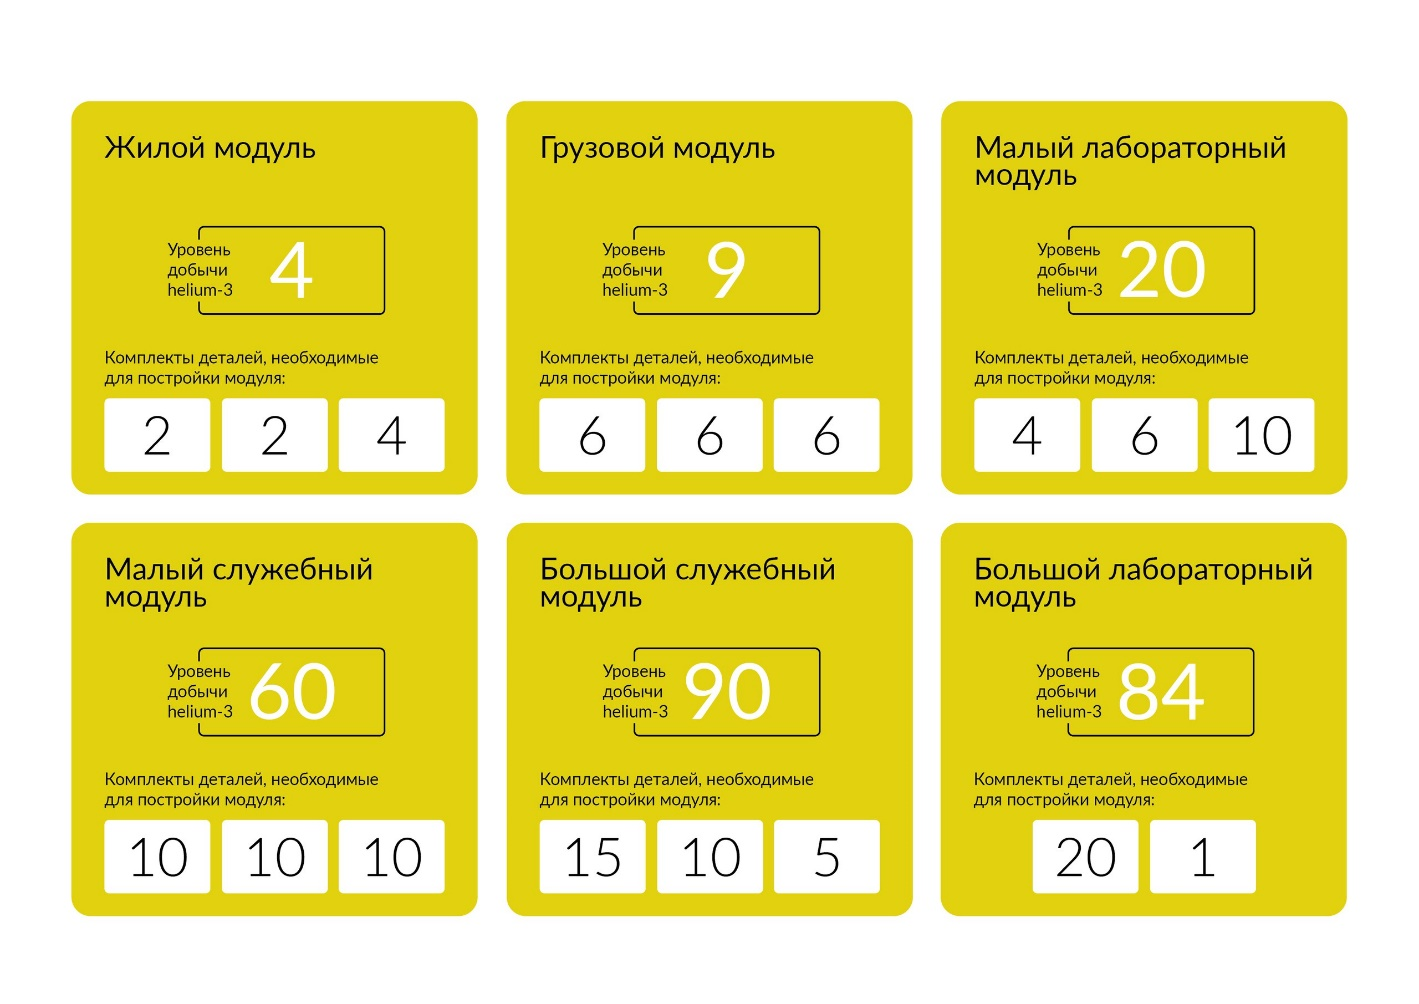 Жилой модуль
Уровень
добычи
helium-3
4
Комплекты деталей, необходимые
для постройки модуля:
2 2 4
Грузовой модуль
Уровень
добычи
helium-3
9
Комплекты деталей, необходимые
для постройки модуля:
6 6 6
Малый лабораторный
модуль
Уровень
добычи
helium-3
20
Комплекты деталей, необходимые
для постройки модуля:
4 6 10
Малый служебный
модуль
Уровень
добычи
helium-3
60
Комплекты деталей, необходимые
для постройки модуля:
10 10 10
Большой служебный
модуль
Уровень
добычи
helium-3
90
Комплекты деталей, необходимые
для постройки модуля:
15 10 5
Большой лабораторный
модуль
Уровень
добычи
helium-3
84
Комплекты деталей, необходимые
для постройки модуля:
20 1